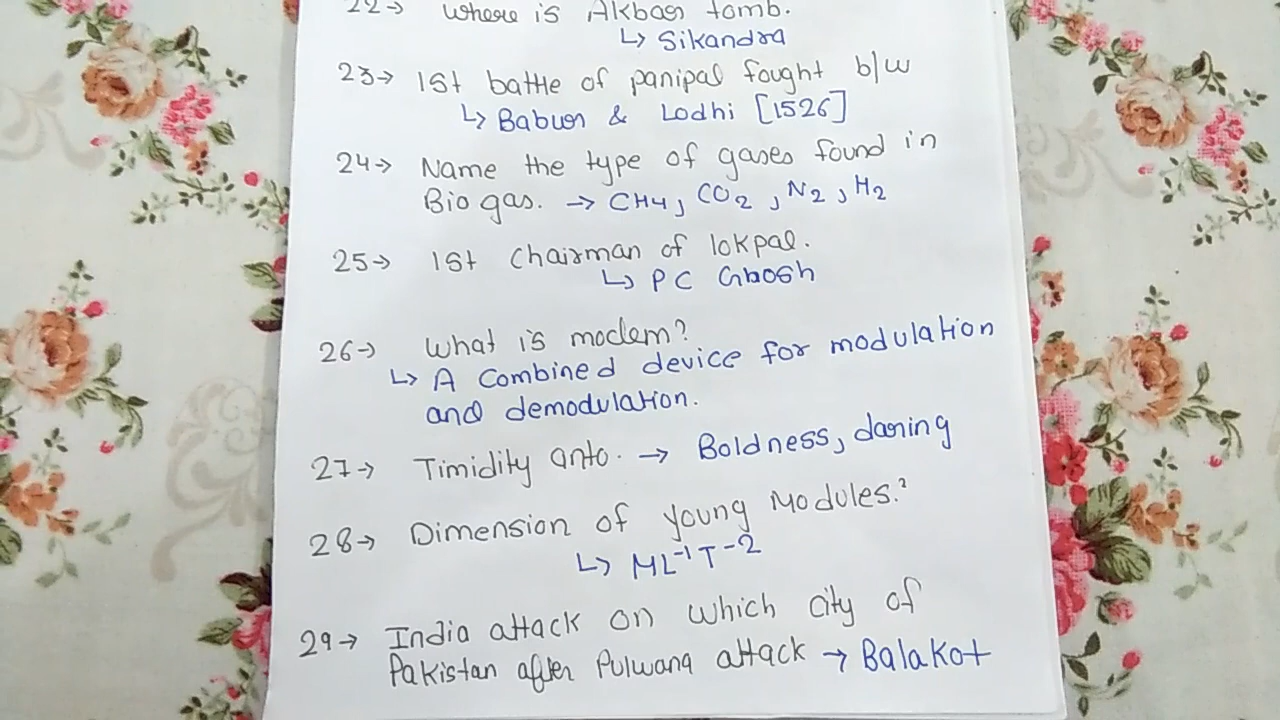 22→ Where is Akbar tomb.
↳ Sikandra
23→ 1st battle of panipal fought b/w
↳ Babur & Lodhi [1526]
24→ Name the type of gases found in
Bio gas. → CH4, CO2, N2, H2
25→ 1st Chairman of lokpal.
↳ PC Ghosh
26→ What is modem?
↳ A Combined device for modulation
and demodulation.
27→ Timidity anto. → Boldness, daring
28→ Dimension of young Modules.?
↳ ML-1T-2
29→ India attack on which city of
Pakistan after Pulwana attack → Balakot